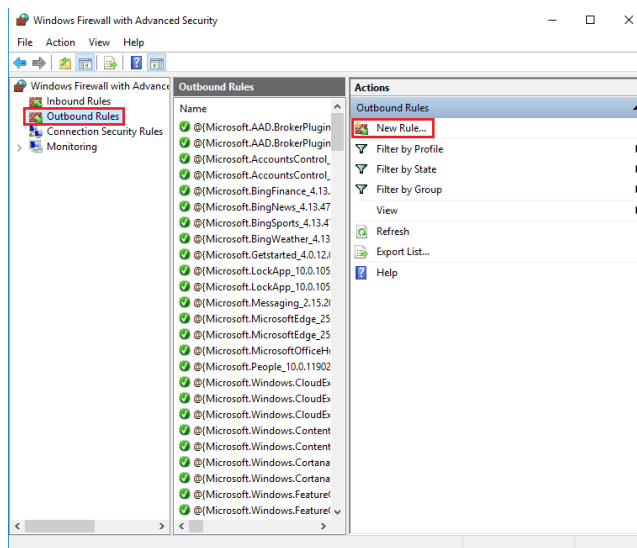 Windows Firewall with Advanced Security
File Action View Help
Windows Firewall with Advance
Inbound Rules
Outbound Rules
Connection Security Rules
Monitoring
Outbound Rules
Name
@{Microsoft.AAD.BrokerPlugin
@{Microsoft.AAD.BrokerPlugin
@{Microsoft.AccountsControl_
@{Microsoft.AccountsControl_
@{Microsoft.BingFinance_4.13.
@{Microsoft.BingNews_4.13.47
@{Microsoft.BingSports_4.13.47
@{Microsoft.BingWeather_4.13
@{Microsoft.Getstarted_4.0.12.
@{Microsoft.LockApp_10.0.105
@{Microsoft.LockApp_10.0.105
@{Microsoft.Messaging_2.15.20
@{Microsoft.MicrosoftEdge_25
@{Microsoft.MicrosoftEdge_25
@{Microsoft.MicrosoftOfficeH
@{Microsoft.People_10.0.11902
@{Microsoft.Windows.CloudEx
@{Microsoft.Windows.CloudEx
@{Microsoft.Windows.CloudEx
@{Microsoft.Windows.Content
@{Microsoft.Windows.Content
@{Microsoft.Windows.Cortana
@{Microsoft.Windows.Cortana
@{Microsoft.Windows.Feature
@{Microsoft.Windows.Feature
Actions
Outbound Rules
New Rule...
Filter by Profile
Filter by State
Filter by Group
View
Refresh
Export List...
Help